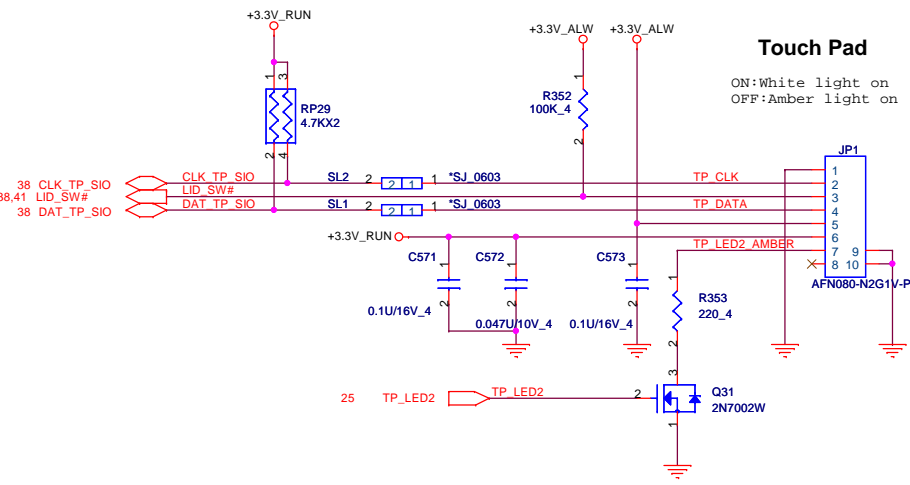 +3.3V_RUN
+3.3V_ALW
+3.3V_ALW
Touch Pad
ON:White light on
OFF:Amber light on
1
3
RP29
4.7KX2
2
4
1
R352
100K_4
2
JP1
38 CLK_TP_SIO
CLK_TP_SIO
SL2
2
2 1
1
*SJ_0603
TP_CLK
38,41 LID_SW#
LID_SW#
38 DAT_TP_SIO
DAT_TP_SIO
SL1
2
2 1
1
*SJ_0603
TP_DATA
1
2
3
4
5
6
7
8
9
10
+3.3V_RUN
TP_LED2_AMBER
C571
1
2
0.1U/16V_4
C572
1
2
0.047U/10V_4
C573
1
2
0.1U/16V_4
AFN080-N2G1V-P
1
R353
220_4
2
25 TP_LED2
TP_LED2
2
3
1
Q31
2N7002W